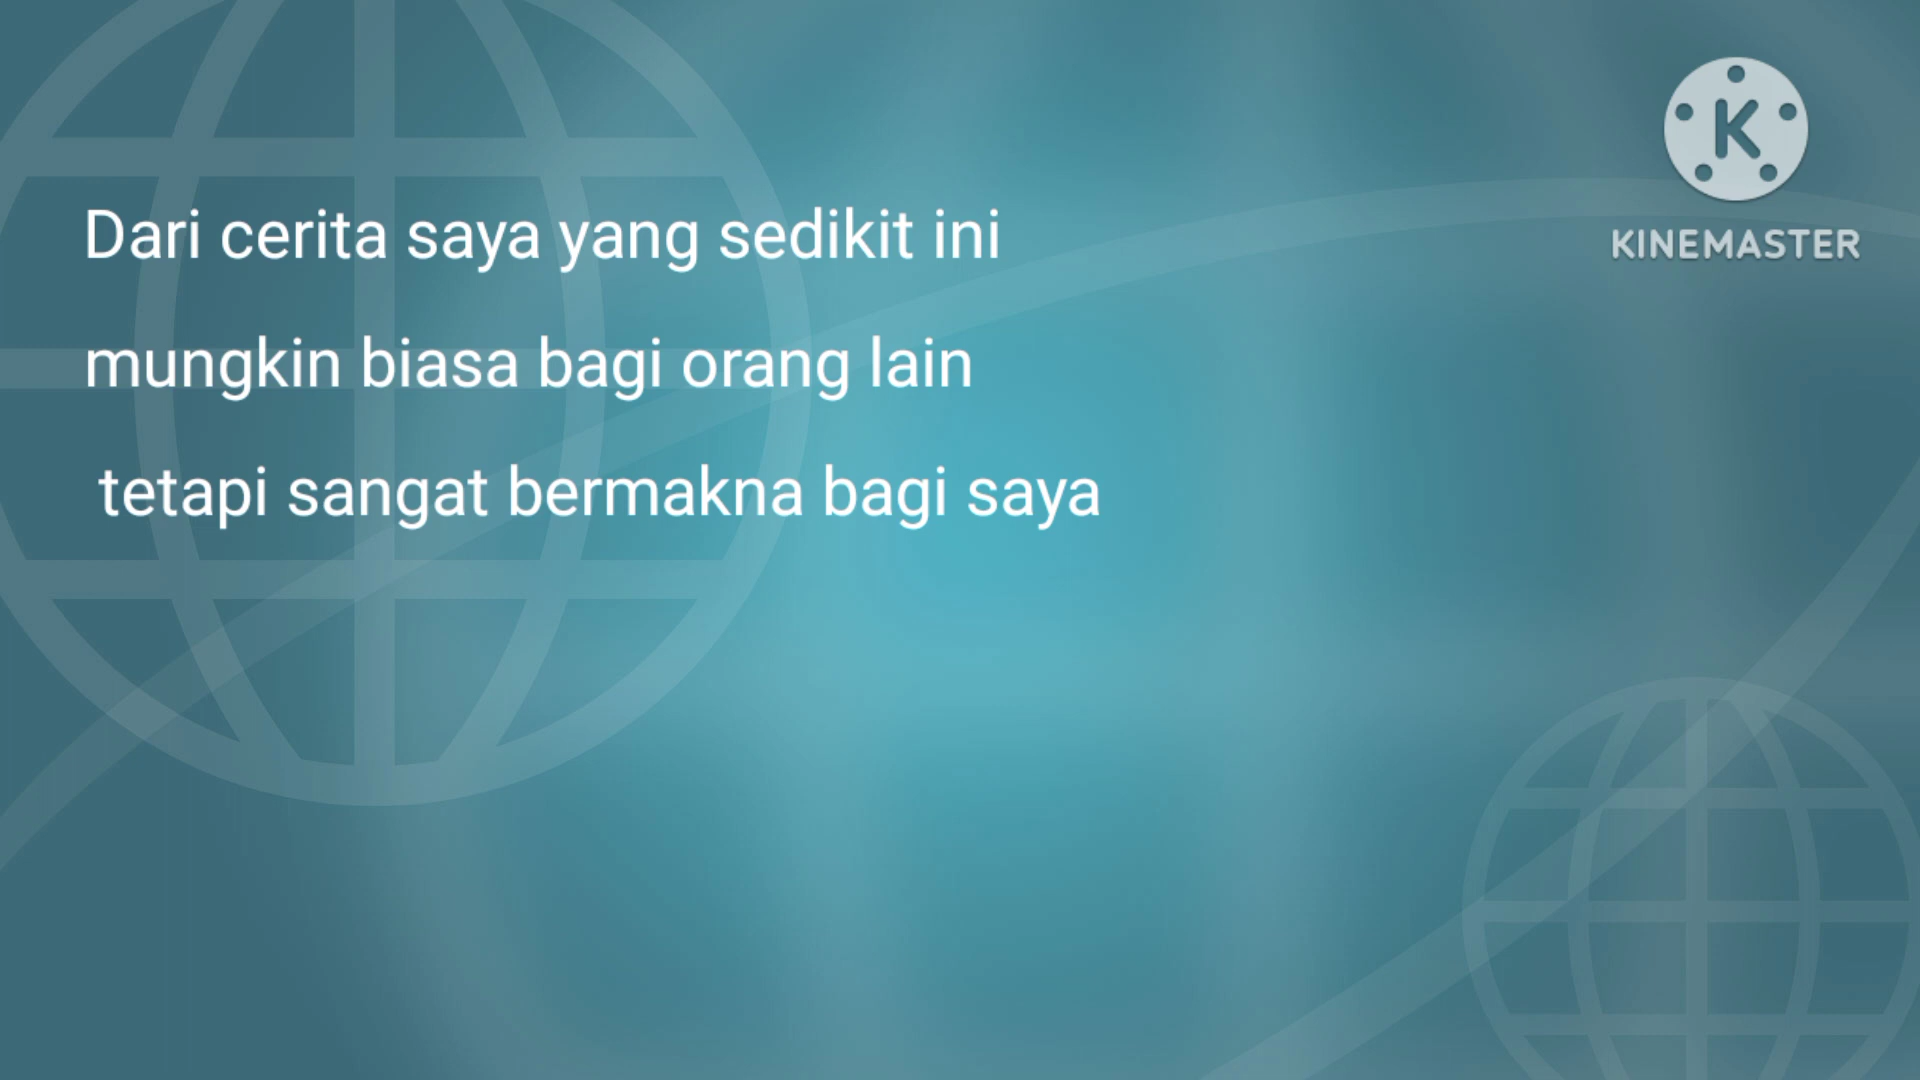 KINEMASTER
Dari cerita saya yang sedikit ini
mungkin biasa bagi orang lain
tetapi sangat bermakna bagi saya